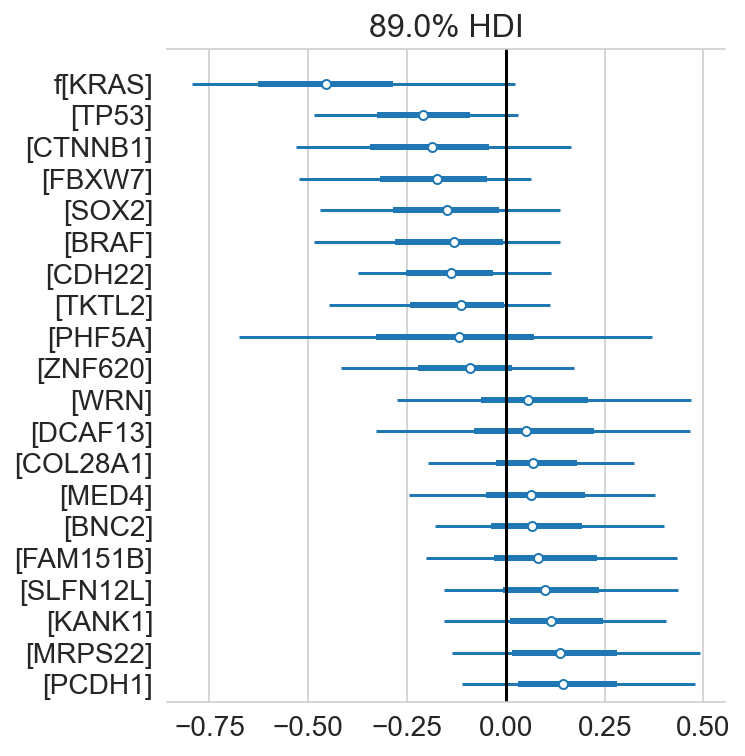 89.0% HDI
f[KRAS]
[TP53]
[CTNNB1]
[FBXW7]
[SOX2]
[BRAF]
[CDH22]
[TKTL2]
[PHF5A]
[ZNF620]
[WRN]
[DCAF13]
[COL28A1]
[MED4]
[BNC2]
[FAM151B]
[SLFN12L]
[KANK1]
[MRPS22]
[PCDH1]
−0.75 −0.50 −0.25 0.00 0.25 0.50